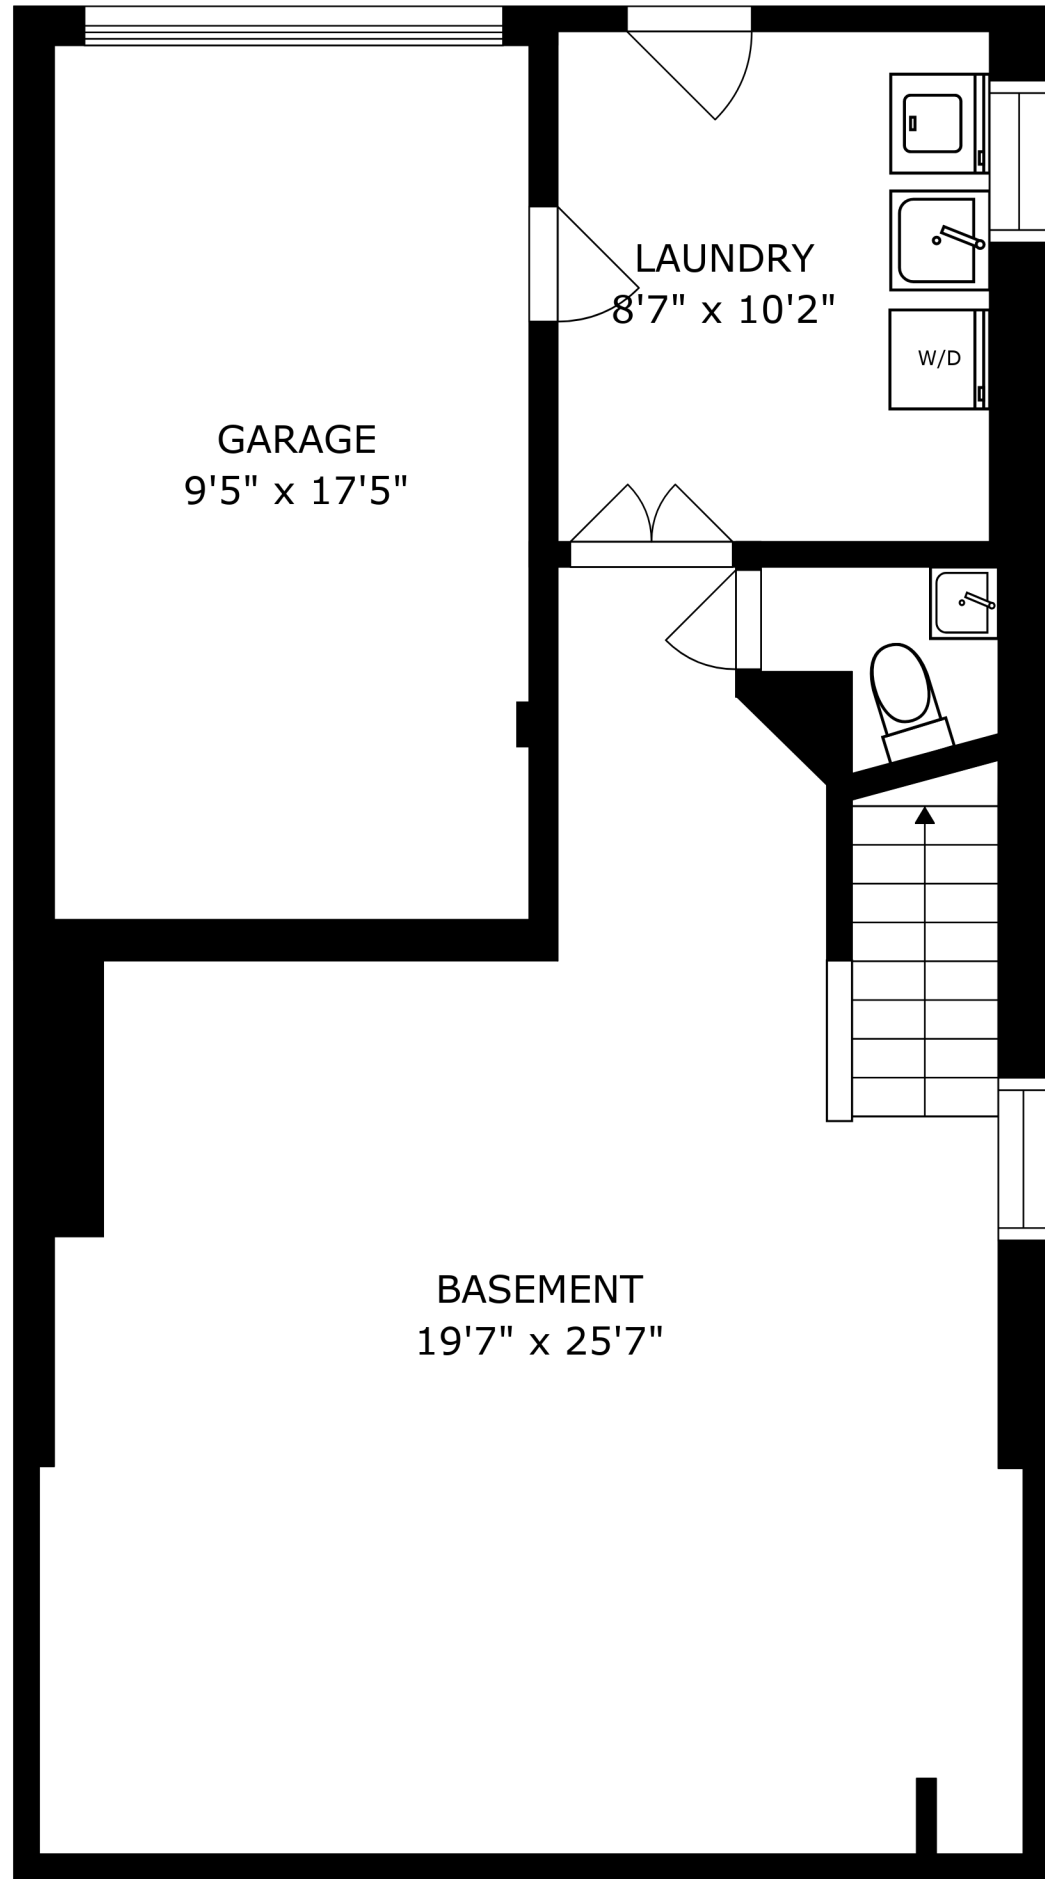 LAUNDRY
8'7" x 10'2"
W/D
GARAGE
9'5" x 17'5"
BASEMENT
19'7" x 25'7"